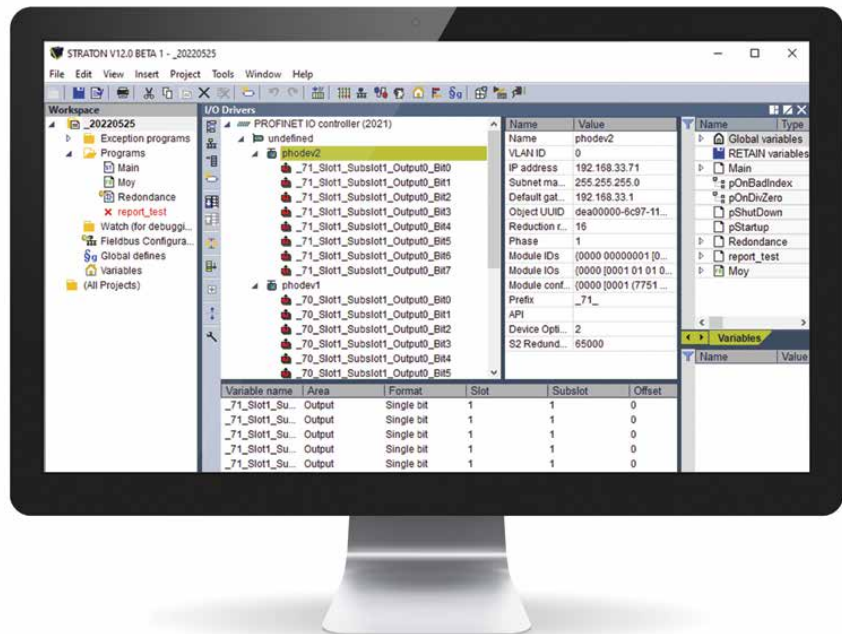 STRATON V12.0 BETA 1 - _20220525
File Edit View Insert Project Tools Window Help
Workspace
_20220525
Exception programs
Programs
Main
Moy
Redondance
report_test
Watch (for debuggi...
Fieldbus Configura...
Global defines
Variables
(All Projects)
I/O Drivers
PROFINET IO controller (2021)
undefined
phodev2
_71_Slot1_Subslot1_Output0_Bit0
_71_Slot1_Subslot1_Output0_Bit1
_71_Slot1_Subslot1_Output0_Bit2
_71_Slot1_Subslot1_Output0_Bit3
_71_Slot1_Subslot1_Output0_Bit4
_71_Slot1_Subslot1_Output0_Bit5
_71_Slot1_Subslot1_Output0_Bit6
_71_Slot1_Subslot1_Output0_Bit7
phodev1
_70_Slot1_Subslot1_Output0_Bit0
_70_Slot1_Subslot1_Output0_Bit1
_70_Slot1_Subslot1_Output0_Bit2
_70_Slot1_Subslot1_Output0_Bit3
_70_Slot1_Subslot1_Output0_Bit4
_70_Slot1_Subslot1_Output0_Bit5
Name Value
Name phodev2
VLAN ID 0
IP address 192.168.33.71
Subnet ma... 255.255.255.0
Default gat... 192.168.33.1
Object UUID dea00000-6c97-11...
Reduction r... 16
Phase 1
Module IDs {0000 00000001 [0...
Module IOs {0000 [0001 01 01 0...
Module conf... {0000 [0001 (7751 ...
Prefix _71_
API
Device Opti... 2
S2 Redund... 65000
Name Type
Global variables
RETAIN variables
Main
pOnBadIndex
pOnDivZero
pShutDown
pStartup
Redondance
report_test
Moy
Variables
Name Value
Variable name Area Format Slot Subslot Offset
_71_Slot1_Su... Output Single bit 1 1 0
_71_Slot1_Su... Output Single bit 1 1 0
_71_Slot1_Su... Output Single bit 1 1 0
_71_Slot1_Su... Output Single bit 1 1 0
_71_Slot1_Su... Output Single bit 1 1 0